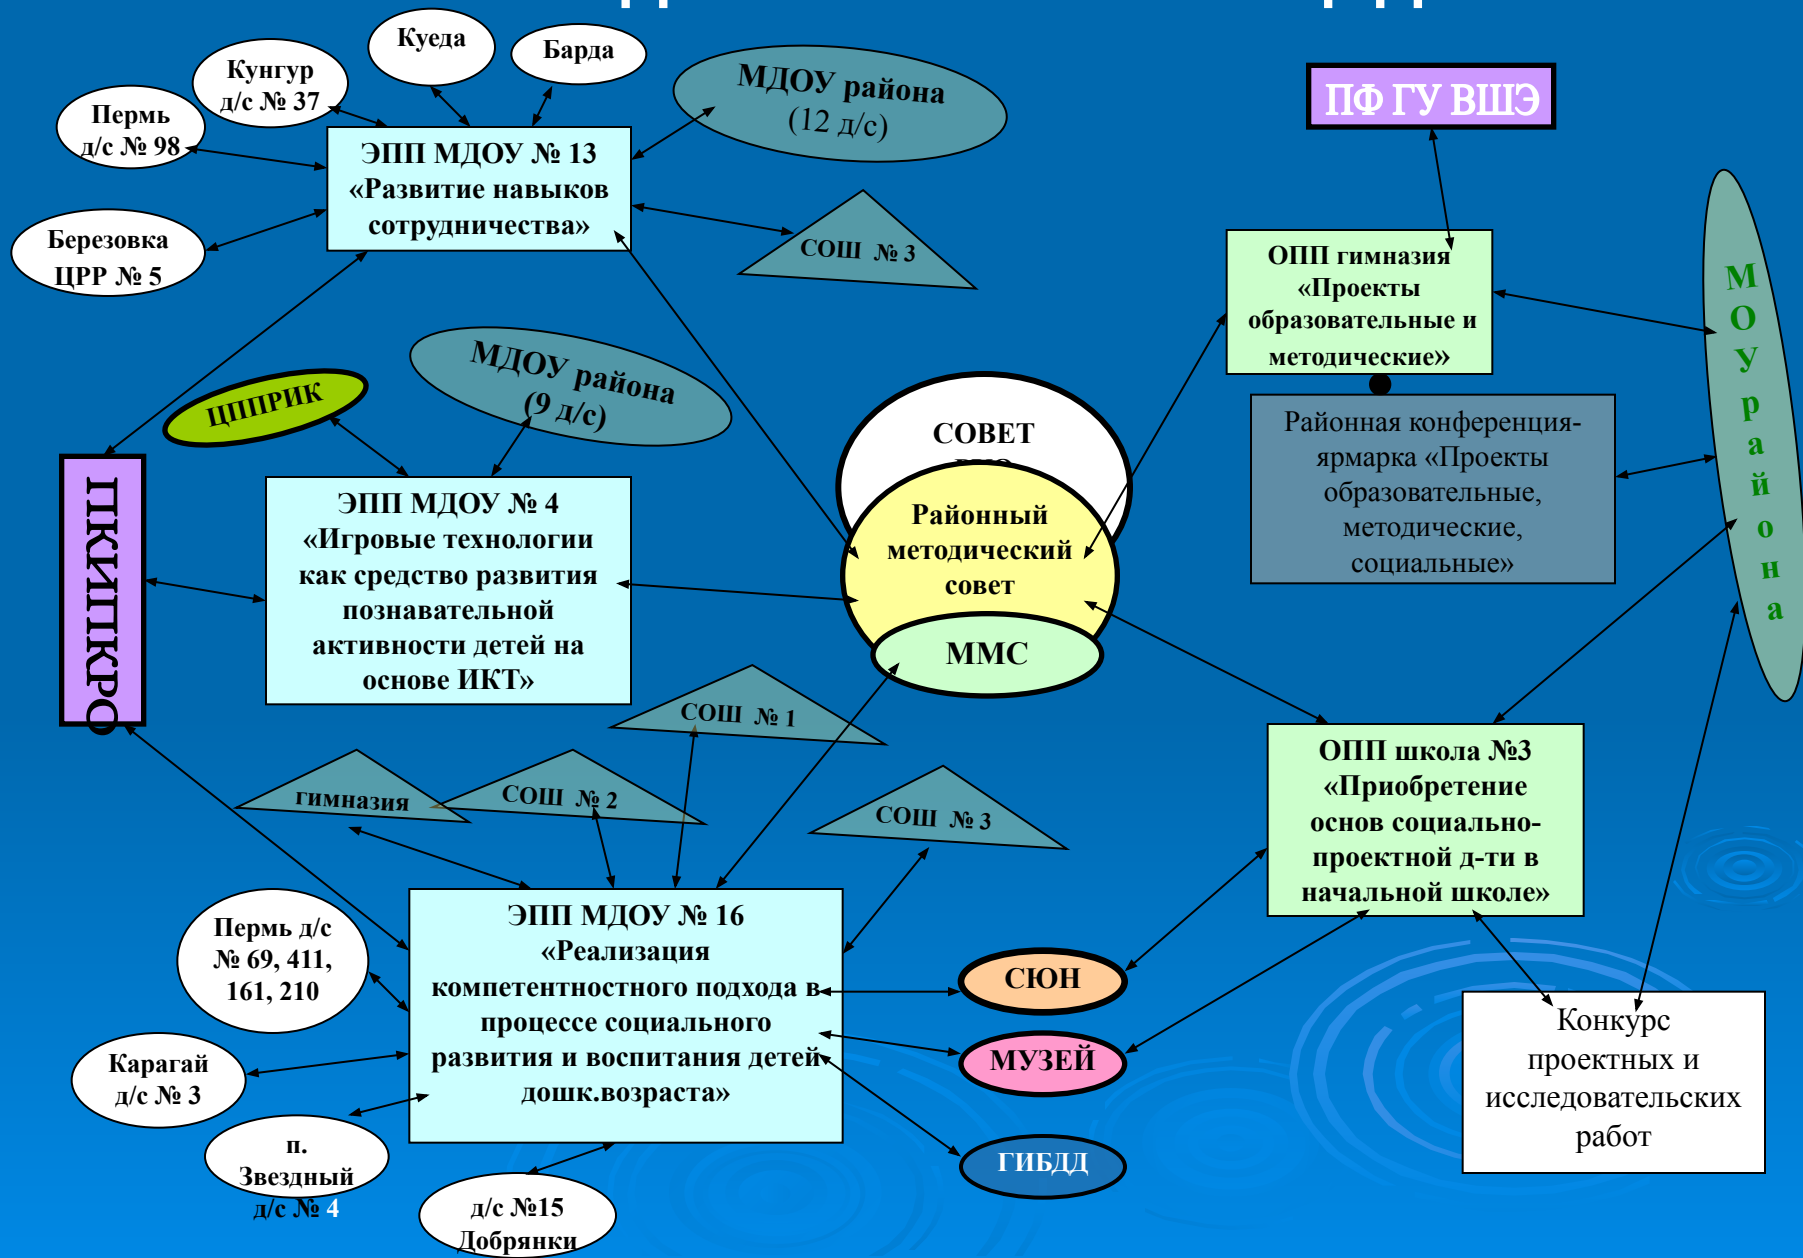 Куеда
Барда
Кунгур
д/с № 37
Пермь
д/с № 98
Березовка
ЦРР № 5
МДОУ района
(12 д/с)
ЭПП МДОУ № 13
«Развитие навыков
сотрудничества»
СОШ № 3
ПФ ГУ ВШЭ
ОПП гимназия
«Проекты
образовательные и
методические»
Районная конференция-
ярмарка «Проекты
образовательные,
методические,
социальные»
МОУ района
ЦППРИК
МДОУ района
(9 д/с)
ПКИПКРО
ЭПП МДОУ № 4
«Игровые технологии
как средство развития
познавательной
активности детей на
основе ИКТ»
СОВЕТ
Районный
методический
совет
ММС
СОШ № 1
гимназия
СОШ № 2
СОШ № 3
ОПП школа №3
«Приобретение
основ социально-
проектной д-ти в
начальной школе»
ЭПП МДОУ № 16
«Реализация
компетентностного подхода в
процессе социального
развития и воспитания детей
дошк.возраста»
Пермь д/с
№ 69, 411,
161, 210
Карагай
д/с № 3
п.
Звездный
д/с № 4
д/с №15
Добрянки
СЮН
МУЗЕЙ
ГИБДД
Конкурс
проектных и
исследовательских
работ